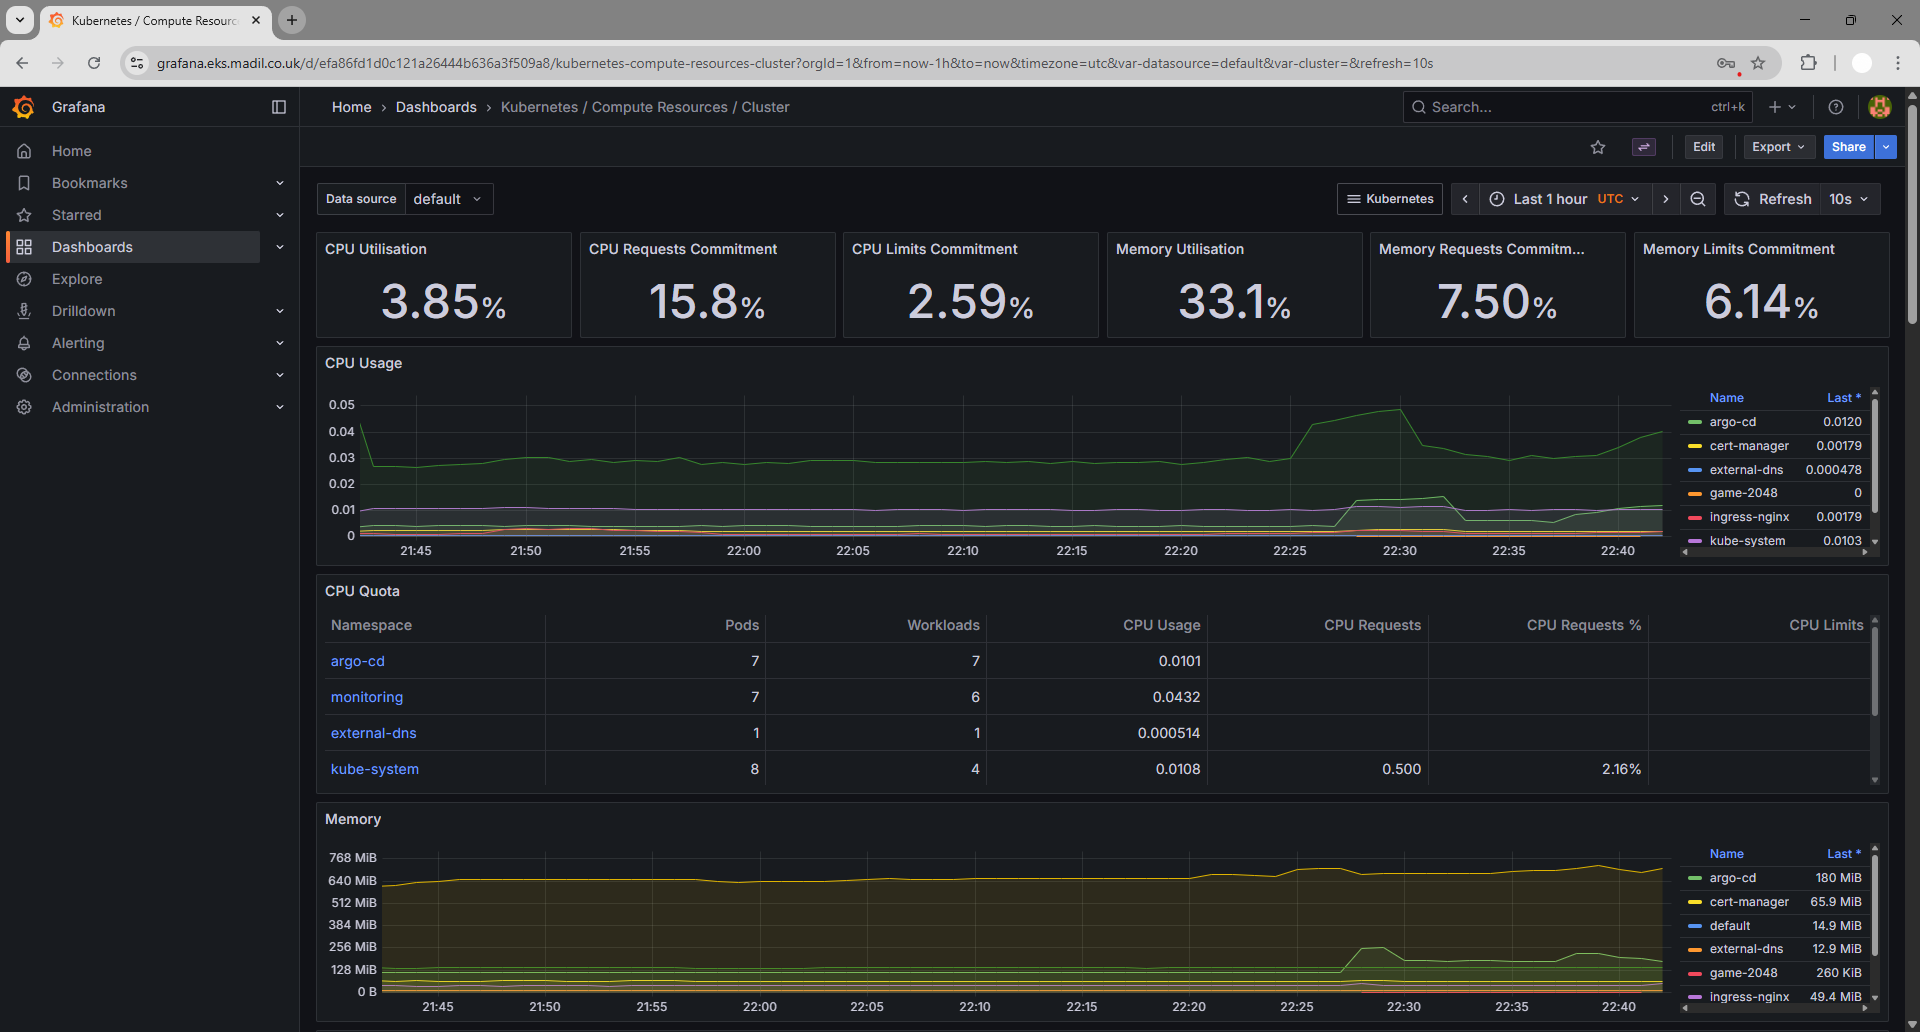 Kubernetes / Compute Resourc
grafana.eks.madil.co.uk/d/efa86fd1d0c121a26444b636a3f509a8/kubernetes-compute-resources-cluster?orgId=1&from=now-1h&to=now&timezone=utc&var-datasource=default&var-cluster=&refresh=10s
Grafana
Home › Dashboards › Kubernetes / Compute Resources / Cluster
Search...
ctrl+k
Edit
Export
Share
Home
Bookmarks
Starred
Dashboards
Explore
Drilldown
Alerting
Connections
Administration
Data source default
Kubernetes
Last 1 hour UTC
Refresh 10s
CPU Utilisation
3.85%
CPU Requests Commitment
15.8%
CPU Limits Commitment
2.59%
Memory Utilisation
33.1%
Memory Requests Commitm...
7.50%
Memory Limits Commitment
6.14%
CPU Usage
0.05
0.04
0.03
0.02
0.01
0
21:45 21:50 21:55 22:00 22:05 22:10 22:15 22:20 22:25 22:30 22:35 22:40
Name Last *
argo-cd 0.0120
cert-manager 0.00179
external-dns 0.000478
game-2048 0
ingress-nginx 0.00179
kube-system 0.0103
CPU Quota
Namespace Pods Workloads CPU Usage CPU Requests CPU Requests % CPU Limits
argo-cd 7 7 0.0101
monitoring 7 6 0.0432
external-dns 1 1 0.000514
kube-system 8 4 0.0108 0.500 2.16%
Memory
768 MiB
640 MiB
512 MiB
384 MiB
256 MiB
128 MiB
0 B
21:45 21:50 21:55 22:00 22:05 22:10 22:15 22:20 22:25 22:30 22:35 22:40
Name Last *
argo-cd 180 MiB
cert-manager 65.9 MiB
default 14.9 MiB
external-dns 12.9 MiB
game-2048 260 KiB
ingress-nginx 49.4 MiB